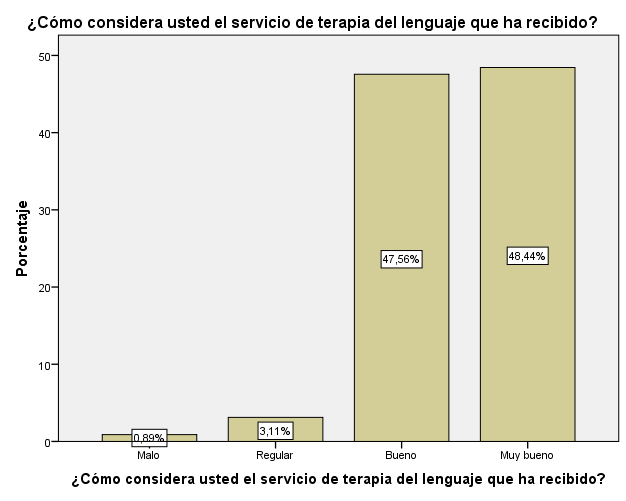 ¿Cómo considera usted el servicio de terapia del lenguaje que ha recibido?
Porcentaje
50
40
30
20
10
0
0,89%
3,11%
47,56%
48,44%
Malo
Regular
Bueno
Muy bueno
¿Cómo considera usted el servicio de terapia del lenguaje que ha recibido?